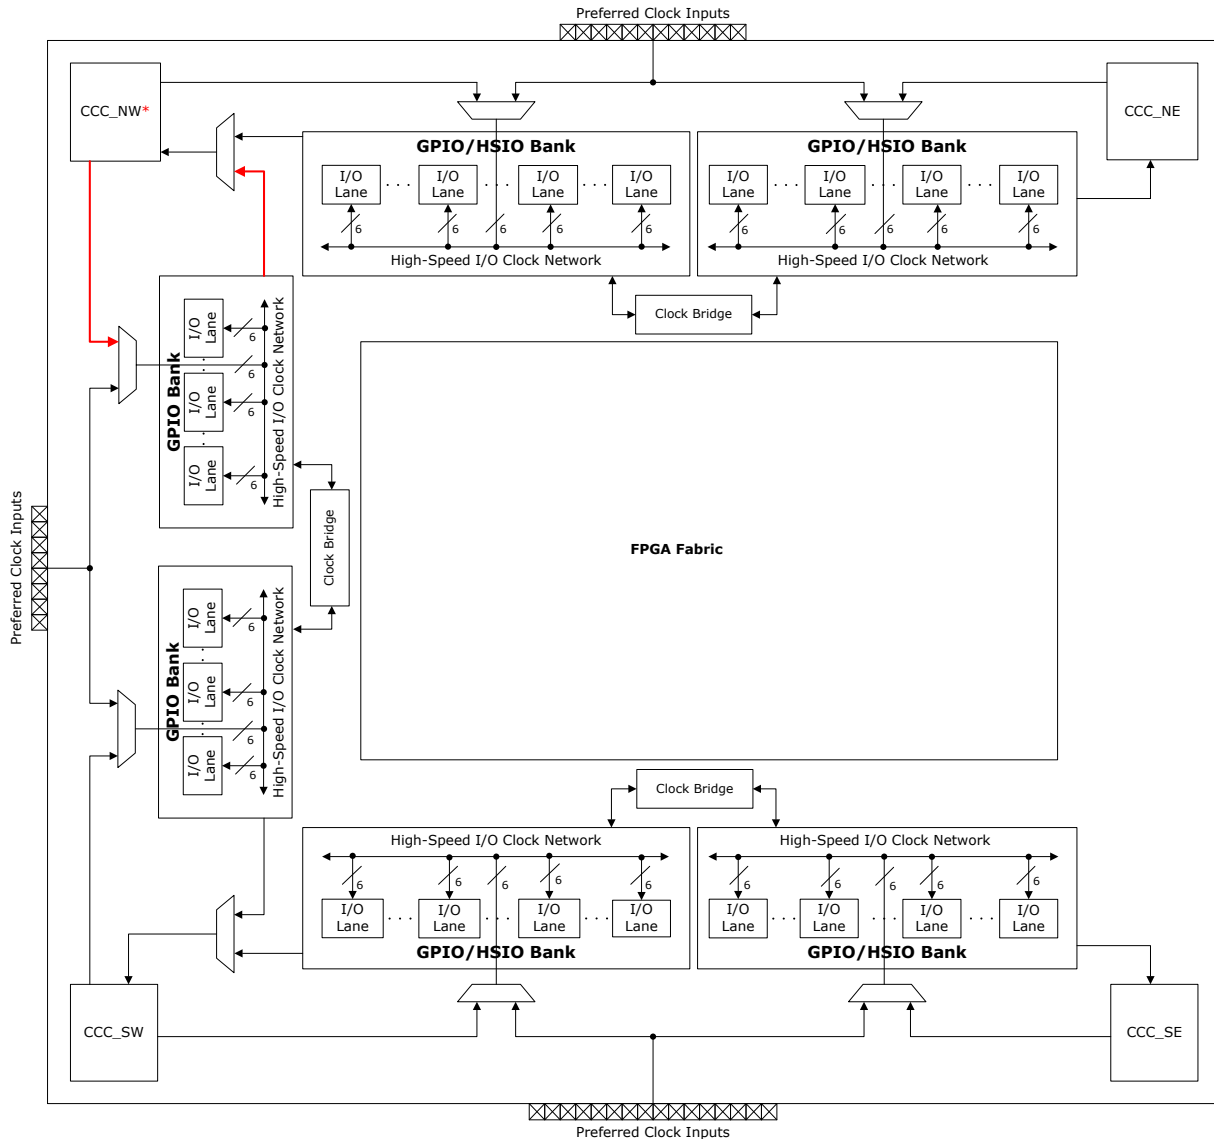 Preferred Clock Inputs
CCC_NW*
CCC_NE
GPIO/HSIO Bank
I/O Lane
. . .
I/O Lane
. . .
I/O Lane
. . .
I/O Lane
6
6
6
6
6
High-Speed I/O Clock Network
GPIO/HSIO Bank
I/O Lane
. . .
I/O Lane
. . .
I/O Lane
. . .
I/O Lane
6
6
6
6
6
High-Speed I/O Clock Network
Clock Bridge
GPIO Bank
I/O Lane
. . .
I/O Lane
. . .
I/O Lane
6
6
6
6
High-Speed I/O Clock Network
Clock Bridge
FPGA Fabric
Preferred Clock Inputs
GPIO Bank
I/O Lane
. . .
I/O Lane
. . .
I/O Lane
6
6
6
6
High-Speed I/O Clock Network
Clock Bridge
High-Speed I/O Clock Network
6
6
6
6
6
I/O Lane
. . .
I/O Lane
. . .
I/O Lane
. . .
I/O Lane
GPIO/HSIO Bank
High-Speed I/O Clock Network
6
6
6
6
6
I/O Lane
. . .
I/O Lane
. . .
I/O Lane
. . .
I/O Lane
GPIO/HSIO Bank
CCC_SW
CCC_SE
Preferred Clock Inputs